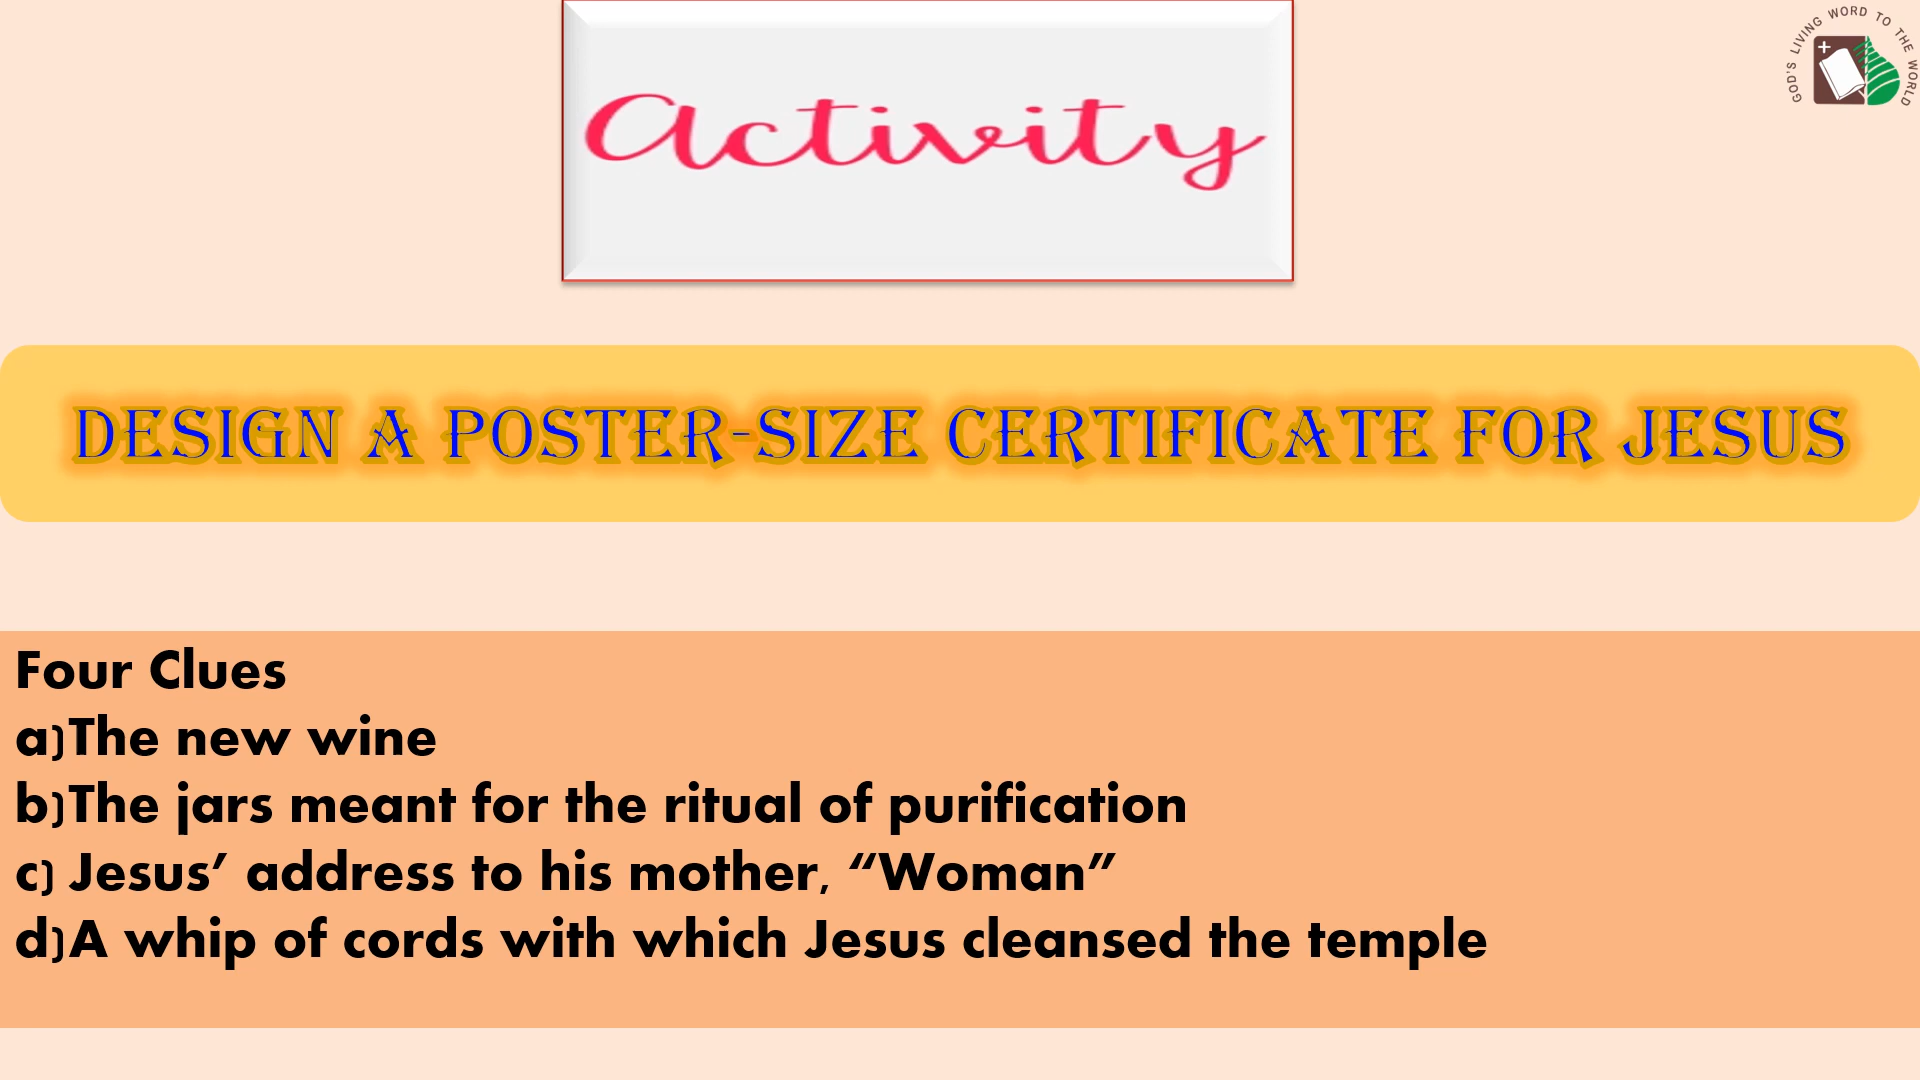 Activity
GOD'S LIVING WORD TO THE WORLD
DESIGN A POSTER-SIZE CERTIFICATE FOR JESUS
Four Clues
a)The new wine
b)The jars meant for the ritual of purification
c) Jesus’ address to his mother, “Woman”
d)A whip of cords with which Jesus cleansed the temple